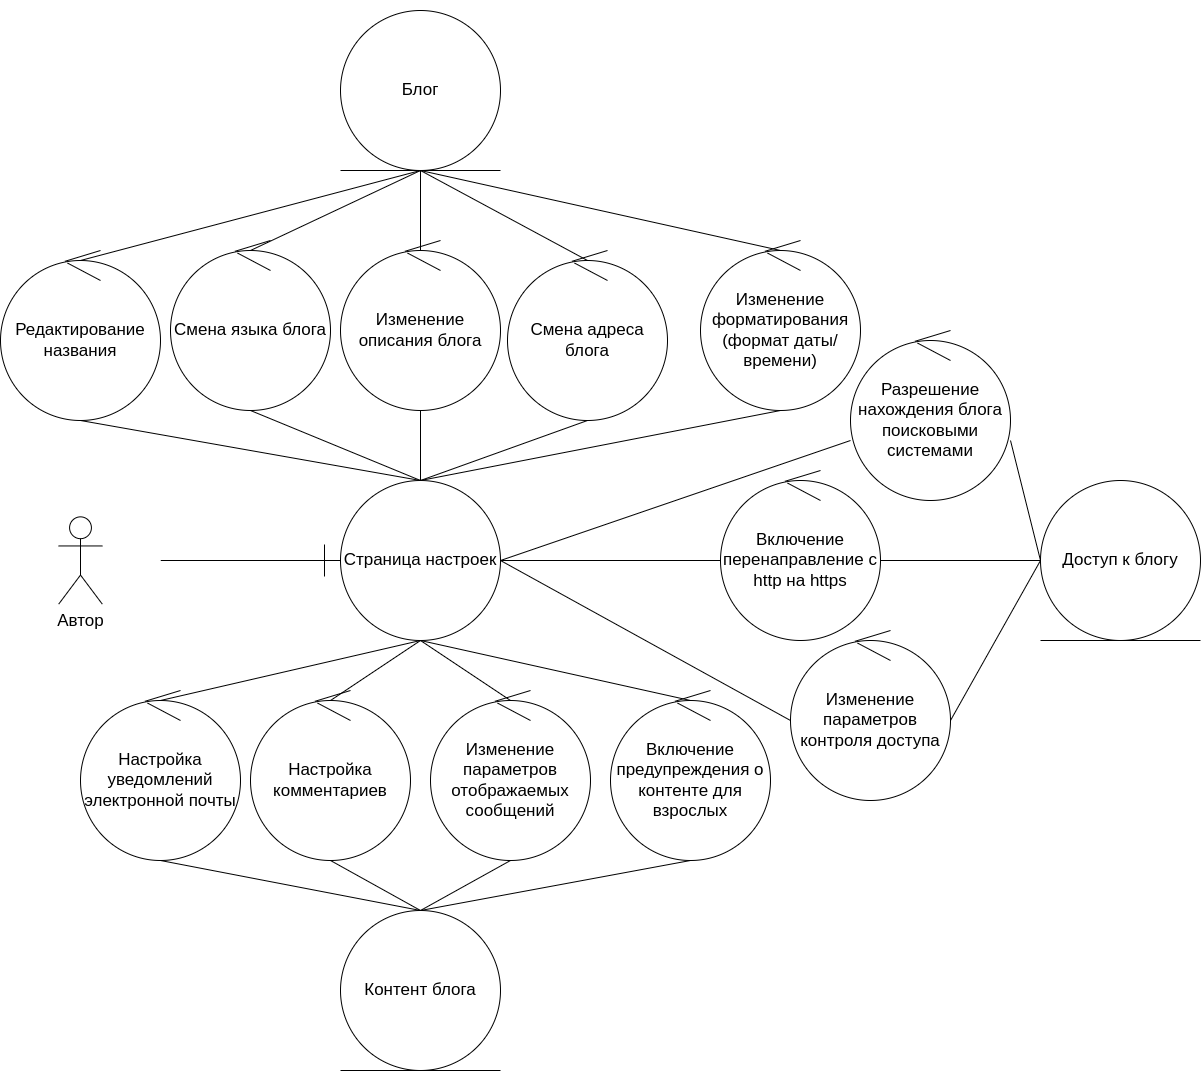 Блог
Редактирование
названия
Смена языка блога
Изменение
описания блога
Смена адреса
блога
Изменение
форматирования
(формат даты/
времени)
Разрешение
нахождения блога
поисковыми
системами
Автор
Страница настроек
Включение
перенаправление с
http на https
Доступ к блогу
Изменение
параметров
контроля доступа
Настройка
уведомлений
электронной почты
Настройка
комментариев
Изменение
параметров
отображаемых
сообщений
Включение
предупреждения о
контенте для
взрослых
Контент блога